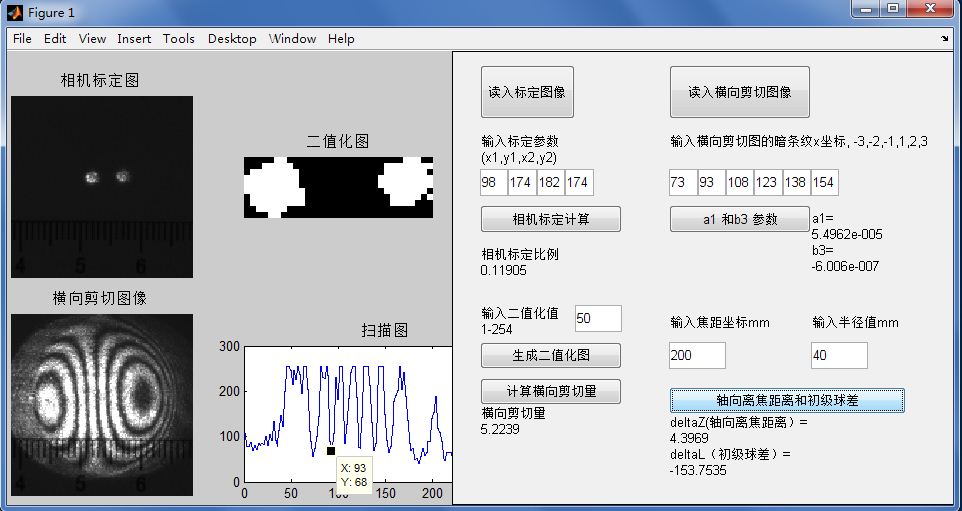 Figure 1
File Edit View Insert Tools Desktop Window Help
相机标定图
4 5 6
横向剪切图像
4 5 6
二值化图
扫描图
300
200
100
0
0 50 100 150 200
X: 93
Y: 68
读入标定图像
输入标定参数
(x1,y1,x2,y2)
98 174 182 174
相机标定计算
相机标定比例
0.11905
输入二值化值
1-254
50
生成二值化图
计算横向剪切量
横向剪切量
5.2239
读入横向剪切图像
输入横向剪切图的暗条纹x坐标, -3,-2,-1,1,2,3
73 93 108 123 138 154
a1 和b3 参数
a1=
5.4962e-005
b3=
-6.006e-007
输入焦距坐标mm
输入半径值mm
200
40
轴向离焦距离和初级球差
deltaZ(轴向离焦距离）=
4.3969
deltaL（初级球差）=
-153.7535